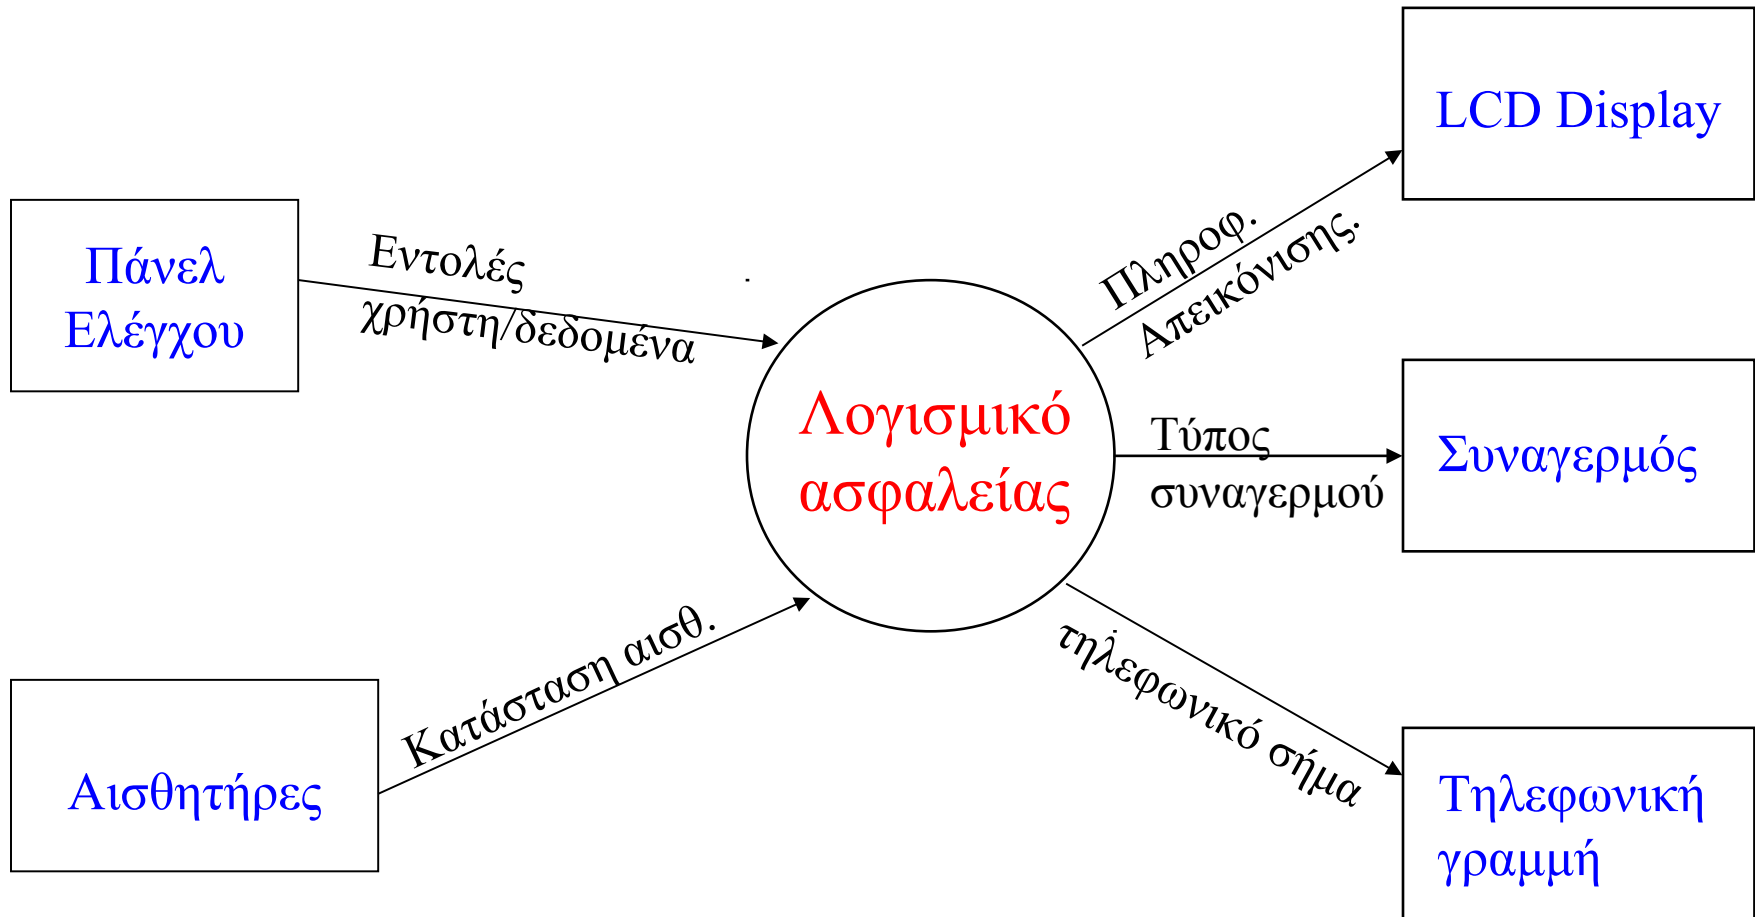 LCD Display
Πάνελ
Ελέγχου
Εντολές
χρήστη/δεδομένα
Πληροφ.
Απεικόνισης.
Λογισμικό
ασφαλείας
Τύπος
συναγερμού
Συναγερμός
Αισθητήρες
Κατάσταση αισθ.
τηλεφωνικό σήμα
Τηλεφωνική
γραμμή